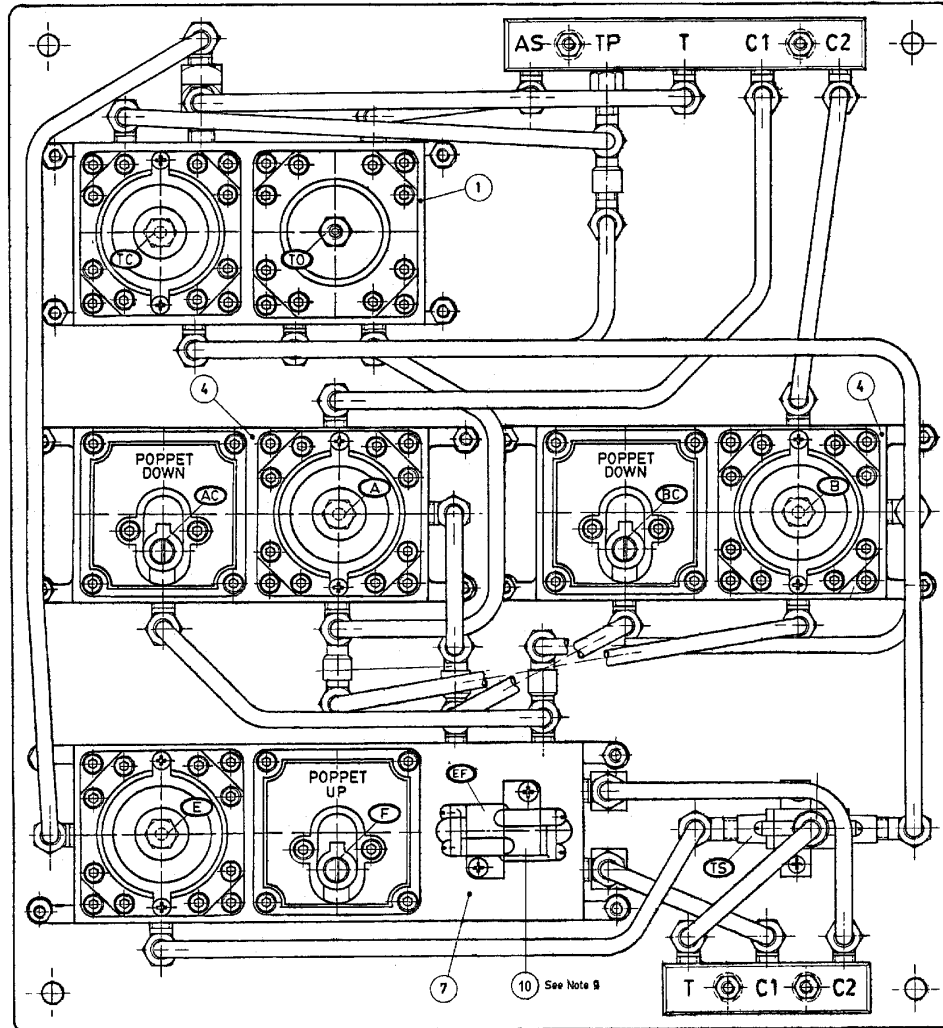 AS TP T C1 C2
1
TC TO
4 4
POPPET
DOWN
AC A
POPPET
DOWN
BC B
POPPET
UP
E F EF
TS
7 10 See Note 9
T C1 C2